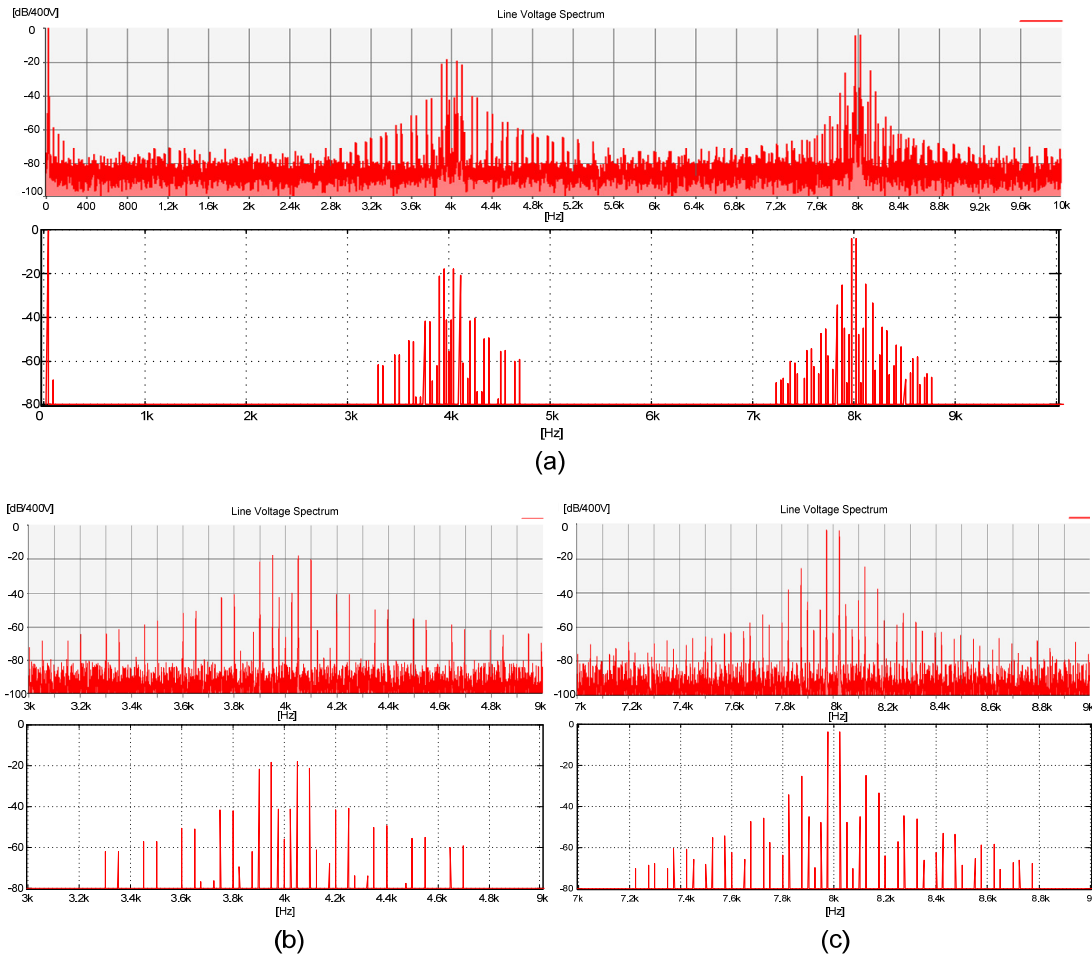 [dB/400V]
Line Voltage Spectrum
0
-20
-40
-60
-80
-100
0 400 800 1.2k 1.6k 2k 2.4k 2.8k 3.2k 3.6k 4k 4.4k 4.8k 5.2k 5.6k 6k 6.4k 6.8k 7.2k 7.6k 8k 8.4k 8.8k 9.2k 9.6k 10k
[Hz]
0
-20
-40
-60
-80
0 1k 2k 3k 4k 5k 6k 7k 8k 9k
[Hz]
(a)
[dB/400V]
Line Voltage Spectrum
0
-20
-40
-60
-80
-100
3k 3.2k 3.4k 3.6k 3.8k 4k 4.2k 4.4k 4.6k 4.8k 9k
[Hz]
0
-20
-40
-60
-80
3k 3.2k 3.4k 3.6k 3.8k 4k 4.2k 4.4k 4.6k 4.8k 9k
[Hz]
(b)
[dB/400V]
Line Voltage Spectrum
0
-20
-40
-60
-80
-100
7k 7.2k 7.4k 7.6k 7.8k 8k 8.2k 8.4k 8.6k 8.8k 9k
[Hz]
0
-20
-40
-60
-80
7k 7.2k 7.4k 7.6k 7.8k 8k 8.2k 8.4k 8.6k 8.8k
[Hz]
(c)